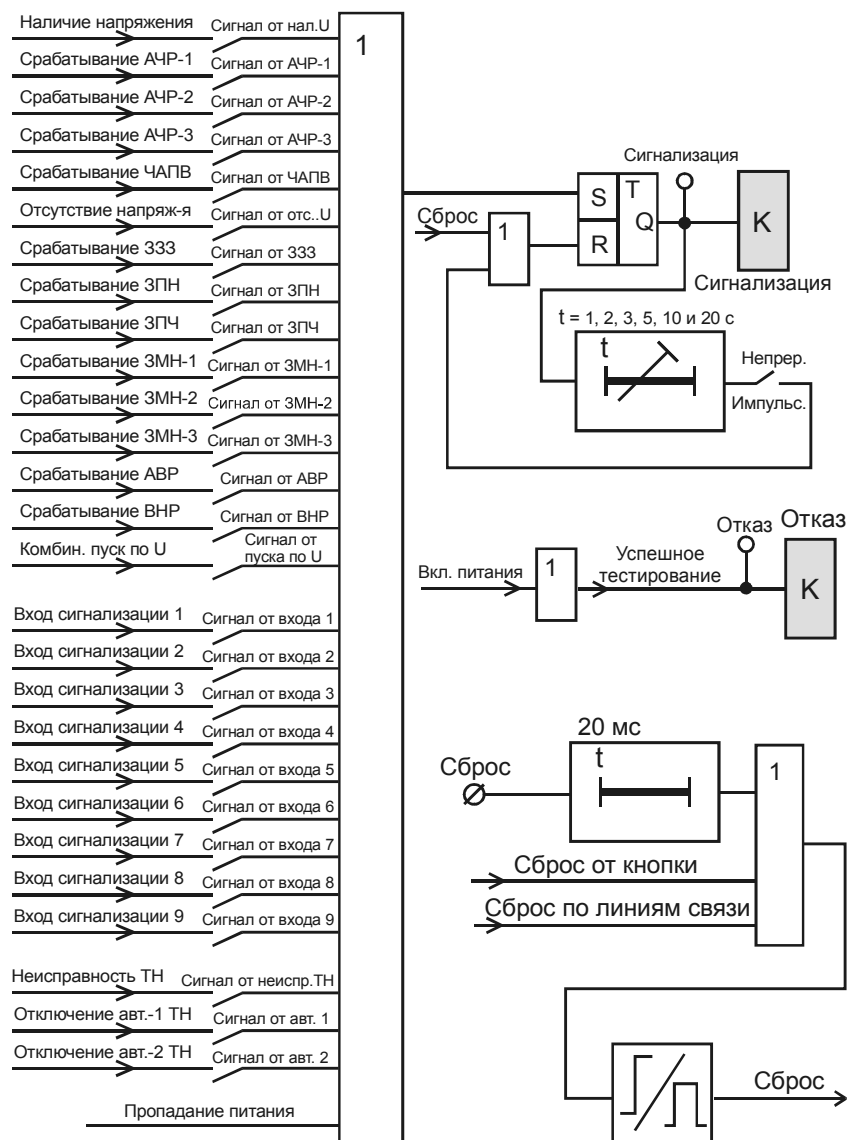 Наличие напряжения Сигнал от нал.U
Срабатывание АЧР-1 Сигнал от АЧР-1
Срабатывание АЧР-2 Сигнал от АЧР-2
Срабатывание АЧР-3 Сигнал от АЧР-3
Срабатывание ЧАПВ Сигнал от ЧАПВ
Отсутствие напряж-я Сигнал от отс..U
Срабатывание ЗЗЗ Сигнал от ЗЗЗ
Срабатывание ЗПН Сигнал от ЗПН
Срабатывание ЗПЧ Сигнал от ЗПЧ
Срабатывание ЗМН-1 Сигнал от ЗМН-1
Срабатывание ЗМН-2 Сигнал от ЗМН-2
Срабатывание ЗМН-3 Сигнал от ЗМН-3
Срабатывание АВР Сигнал от АВР
Срабатывание ВНР Сигнал от ВНР
Комбин. пуск по U Сигнал от
пуска по U
Вход сигнализации 1 Сигнал от входа 1
Вход сигнализации 2 Сигнал от входа 2
Вход сигнализации 3 Сигнал от входа 3
Вход сигнализации 4 Сигнал от входа 4
Вход сигнализации 5 Сигнал от входа 5
Вход сигнализации 6 Сигнал от входа 6
Вход сигнализации 7 Сигнал от входа 7
Вход сигнализации 8 Сигнал от входа 8
Вход сигнализации 9 Сигнал от входа 9
Неисправность ТН Сигнал от неиспр.ТН
Отключение авт.-1 ТН Сигнал от авт. 1
Отключение авт.-2 ТН Сигнал от авт. 2
Пропадание питания
1
Сигнализация
S T
Q
R
K
Сброс
1
Сигнализация
t = 1, 2, 3, 5, 10 и 20 с
t
Непрер.
Импульс.
Отказ Отказ
Вкл. питания
1
Успешное
тестирование
K
20 мс
t
Сброс
1
Сброс от кнопки
Сброс по линиям связи
Сброс